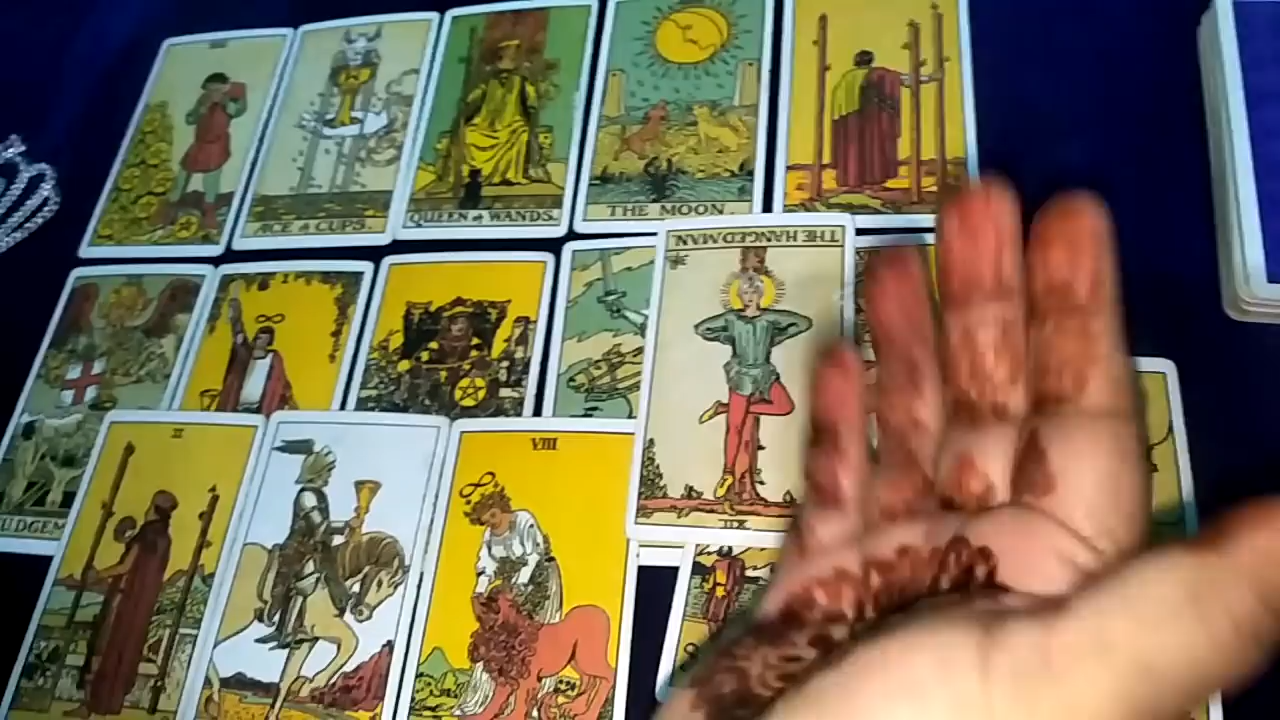 ACE of CUPS.
QUEEN of WANDS.
THE MOON.
THE HANGED MAN.
I
UDGEM
II
VIII
XII